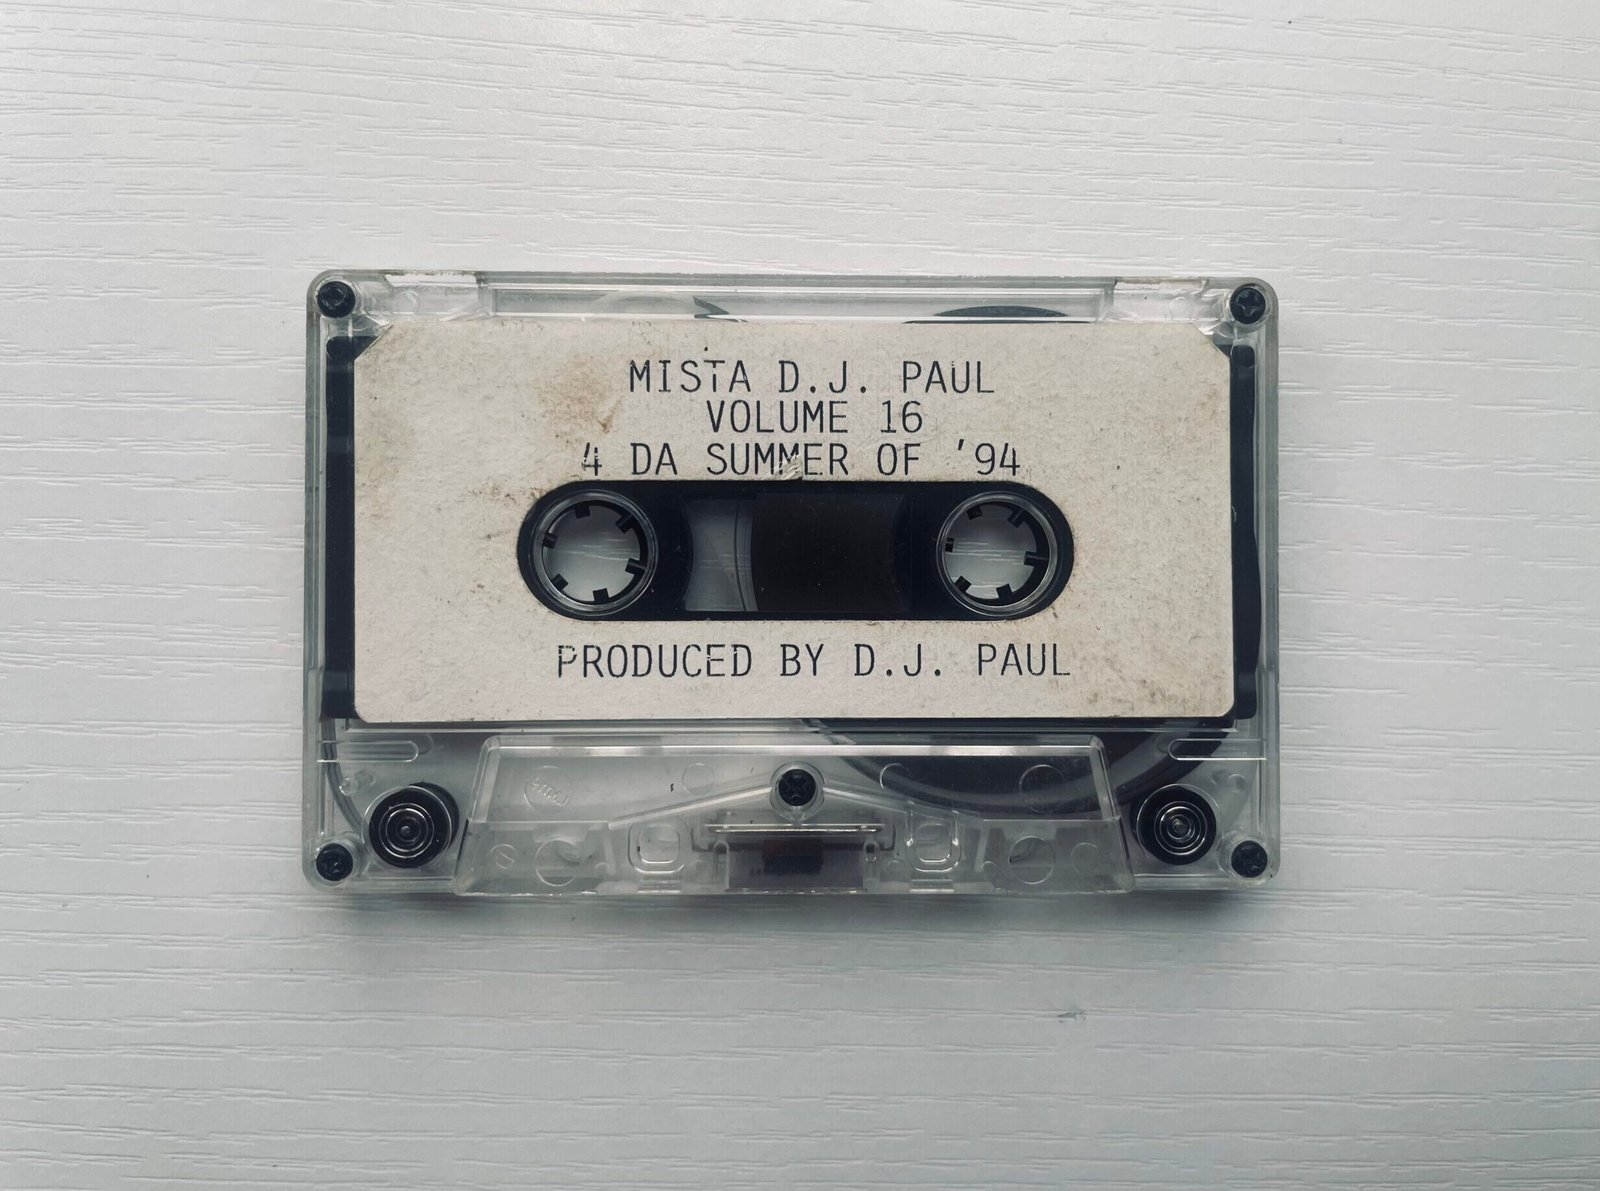 MISTA D.J. PAUL
VOLUME 16
4 DA SUMMER OF '94
PRODUCED BY D.J. PAUL